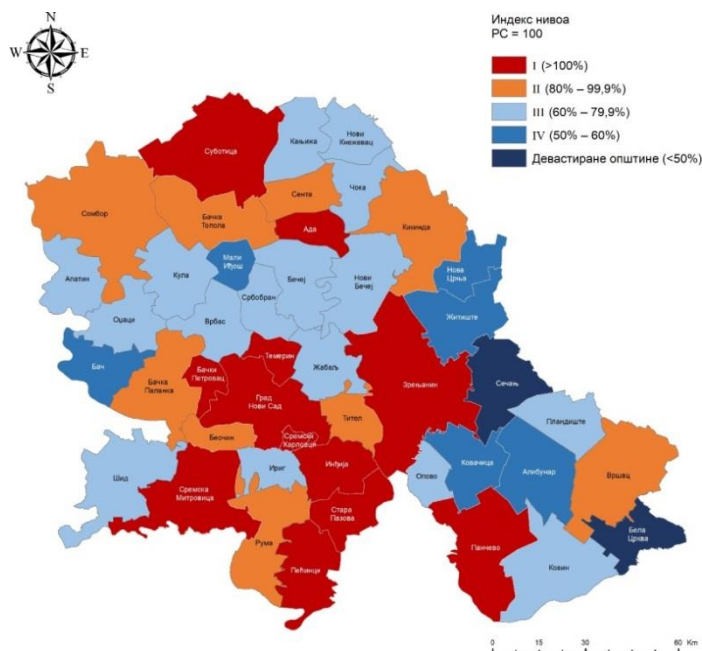 N
W
E
S
Индекс нивоа
РС = 100
I (>100%)
II (80% – 99,9%)
III (60% – 79,9%)
IV (50% – 60%)
Девастиране општине (<50%)
Суботица
Кањижа
Нови
Кнежевац
Чока
Сента
Сомбор
Бачка
Топола
Ада
Кикинда
Мали
Иђош
Нова
Црња
Апатин
Кула
Бечеј
Нови
Бечеј
Србобран
Оџаци
Врбас
Житиште
Бач
Темерин
Жабаљ
Бачки
Петровац
Зрењанин
Сечањ
Бачка
Паланка
Град
Нови Сад
Тител
Беочин
Сремски
Карловци
Пландиште
Шид
Ириг
Инђија
Опово
Ковачица
Алибунар
Вршац
Сремска
Митровица
Стара
Пазова
Бела
Црква
Рума
Панчево
Ковин
Пећинци
0 15 30 60 Km